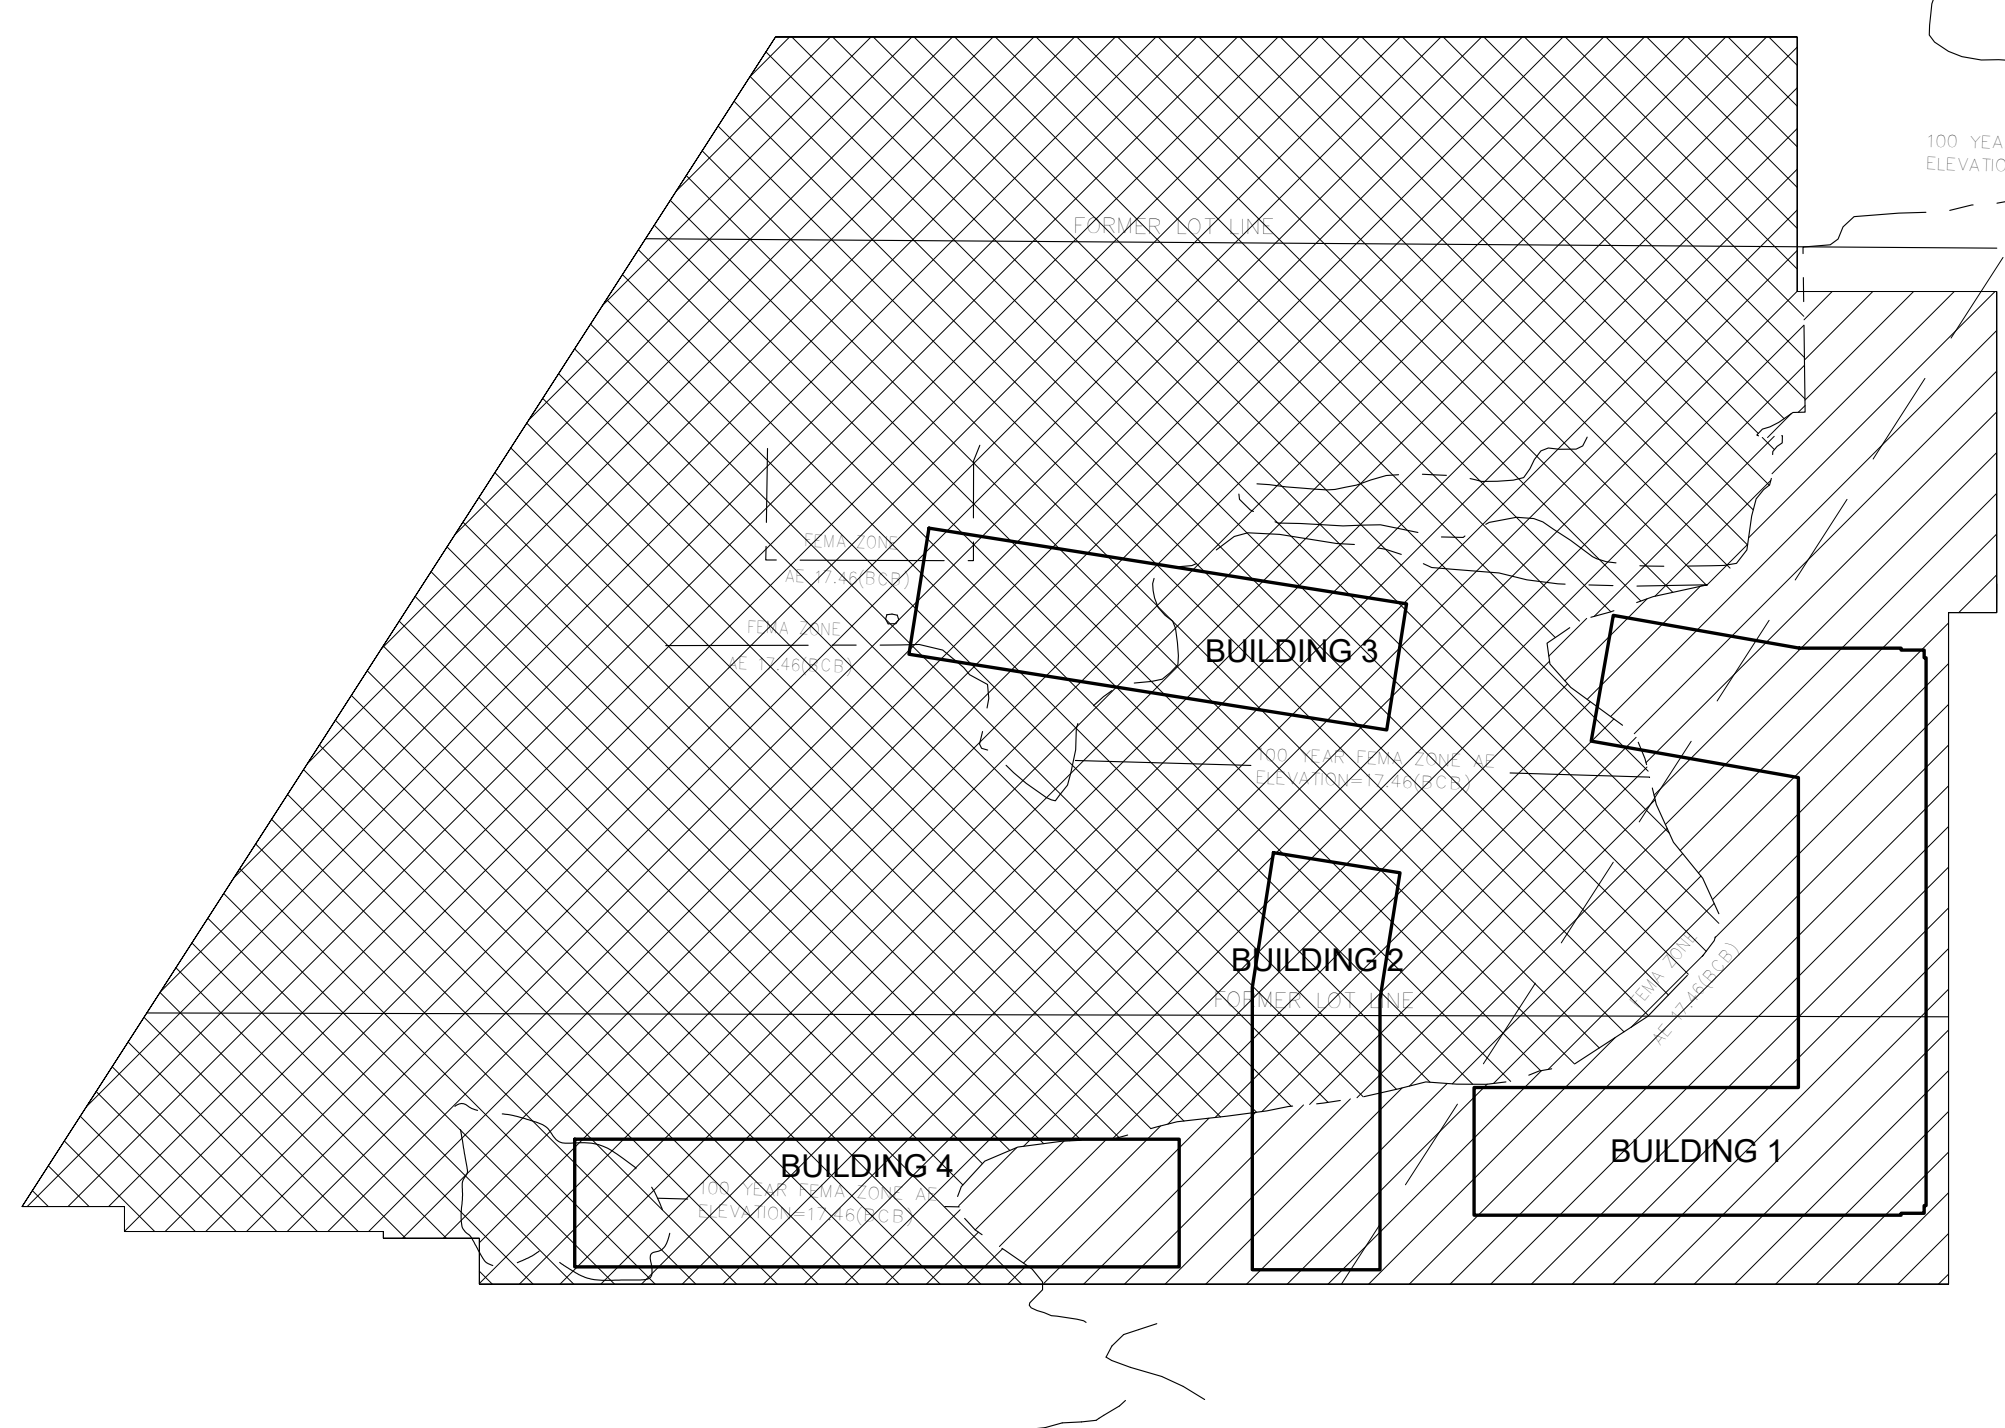 100 YEA
ELEVATIO
FORMER LOT LINE
FEMA ZONE
AE 17.46(BCB)
FEMA ZONE
AE 17.46(BCB)
BUILDING 3
100 YEAR FEMA ZONE AE
ELEVATION=17.46(BCB)
BUILDING 2
FORMER LOT LINE
FEMA ZONE
AE 17.46(BCB)
BUILDING 1
BUILDING 4
100 YEAR FEMA ZONE AE
ELEVATION=17.46(BCB)